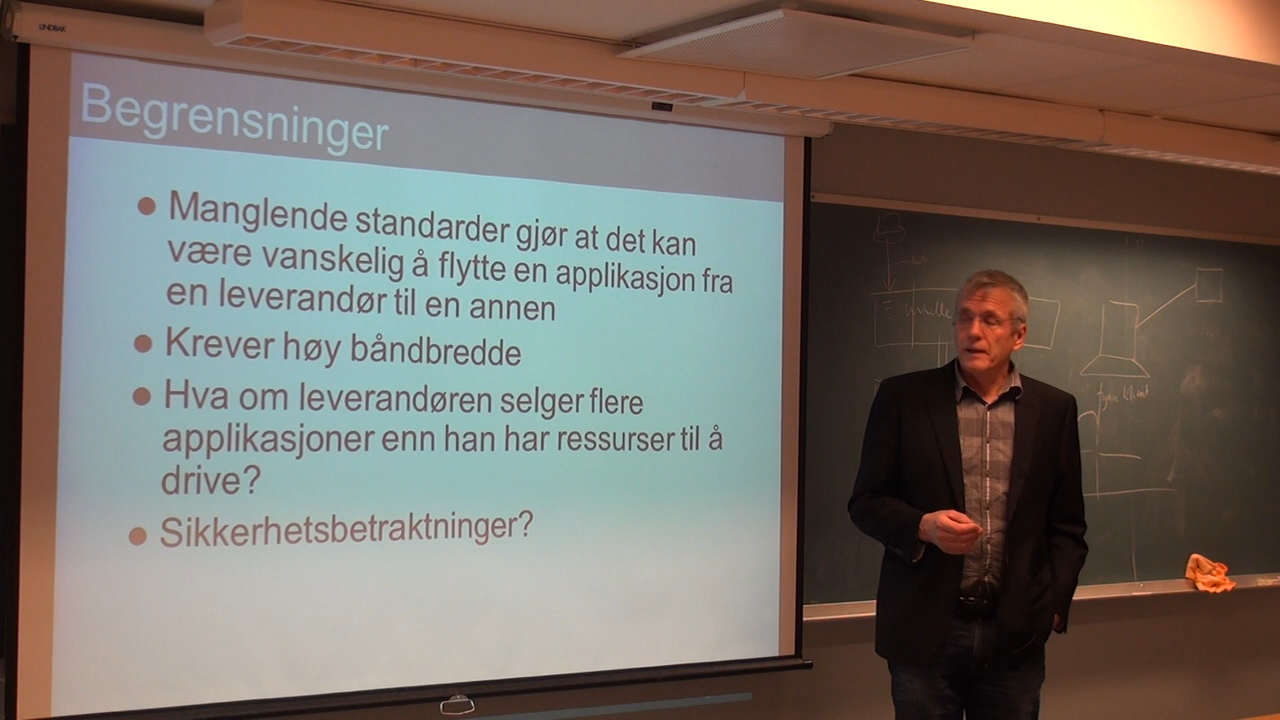 LINDBAK
Begrensninger
● Manglende standarder gjør at det kan
være vanskelig å flytte en applikasjon fra
en leverandør til en annen
● Krever høy båndbredde
● Hva om leverandøren selger flere
applikasjoner enn han har ressurser til å
drive?
● Sikkerhetsbetraktninger?